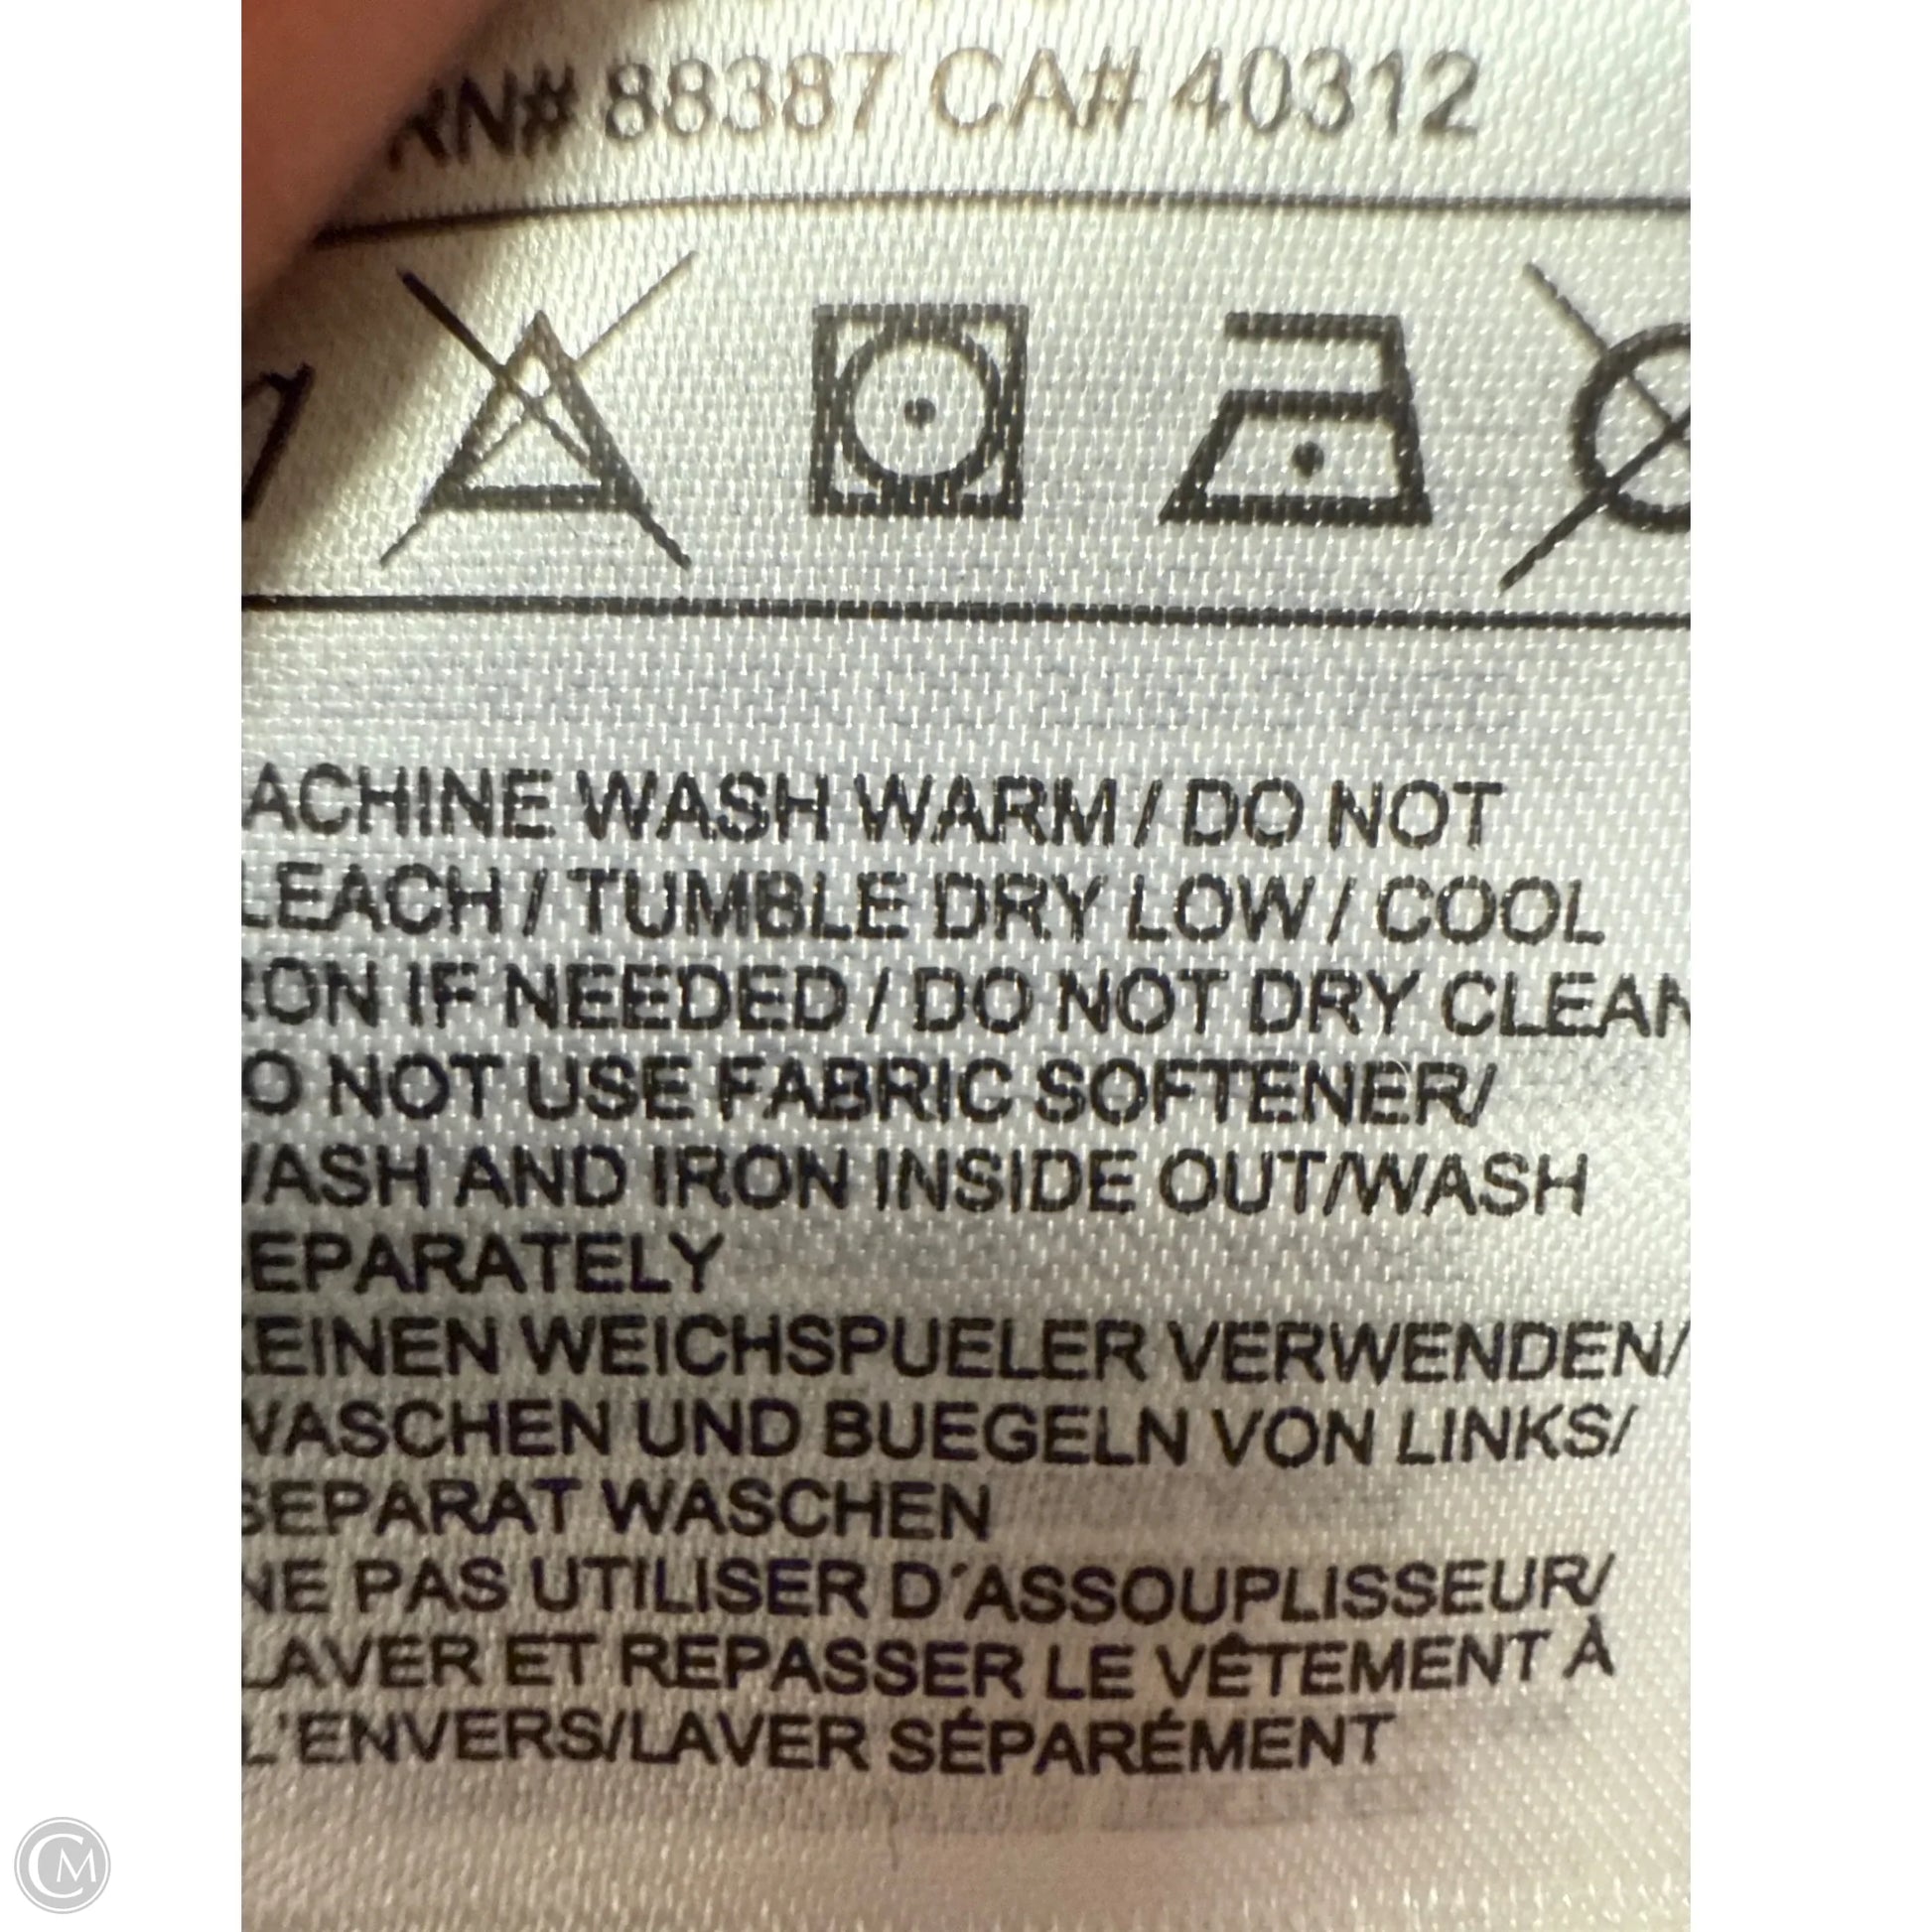 RN# 88387 CA# 40312
ACHINE WASH WARM / DO NOT
LEACH / TUMBLE DRY LOW / COOL
RON IF NEEDED / DO NOT DRY CLEAN
O NOT USE FABRIC SOFTENER/
WASH AND IRON INSIDE OUT/WASH
EPARATELY
KEINEN WEICHSPUELER VERWENDEN/
WASCHEN UND BUEGELN VON LINKS/
SEPARAT WASCHEN
NE PAS UTILISER D´ASSOUPLISSEUR/
LAVER ET REPASSER LE VÊTEMENT À
L'ENVERS/LAVER SÉPARÉMENT
CM